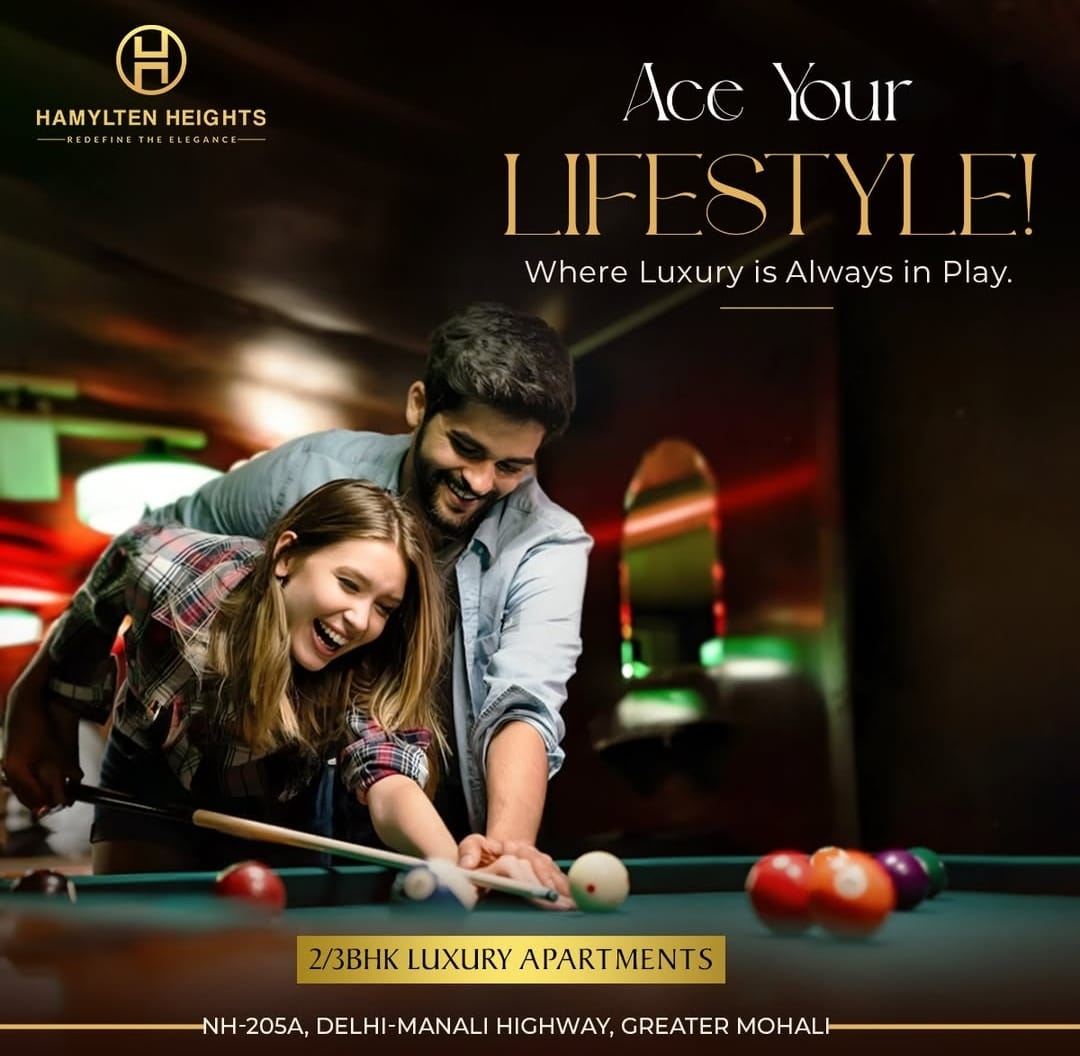 HAMYLTEN HEIGHTS
REDEFINE THE ELEGANCE
Ace Your
LIFESTYLE!
Where Luxury is Always in Play.
2/3BHK LUXURY APARTMENTS
NH-205A, DELHI-MANALI HIGHWAY, GREATER MOHALI